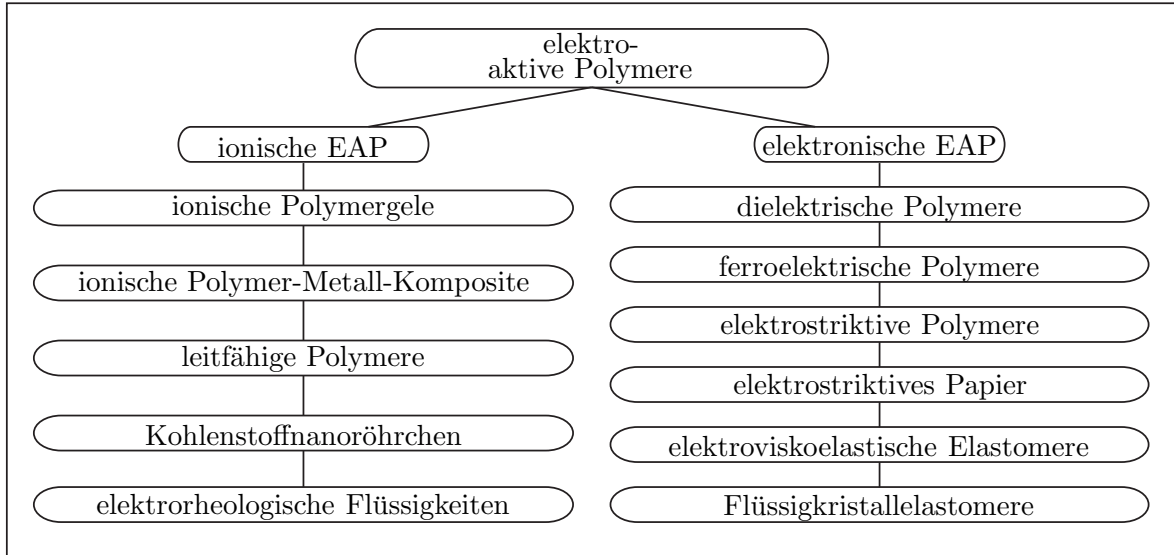 elektro-
aktive Polymere
ionische EAP
ionische Polymergele
ionische Polymer-Metall-Komposite
leitfähige Polymere
Kohlenstoffnanoröhrchen
elektrorheologische Flüssigkeiten
elektronische EAP
dielektrische Polymere
ferroelektrische Polymere
elektrostriktive Polymere
elektrostriktives Papier
elektroviskoelastische Elastomere
Flüssigkristallelastomere